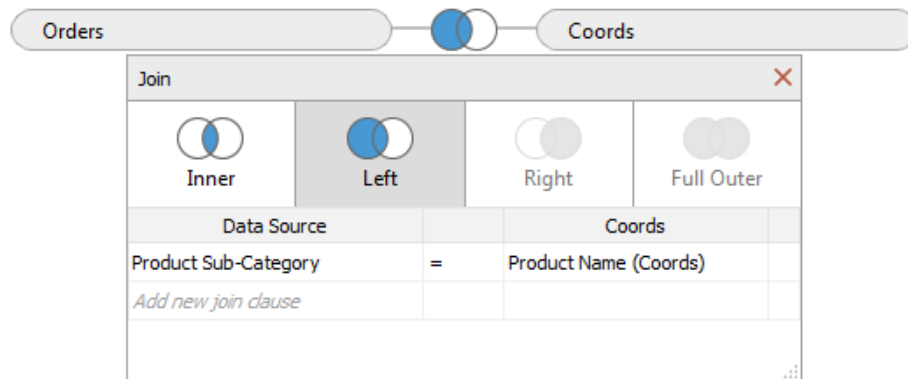 Orders Coords
Join
Inner Left Right Full Outer
Data Source Coords
Product Sub-Category = Product Name (Coords)
Add new join clause